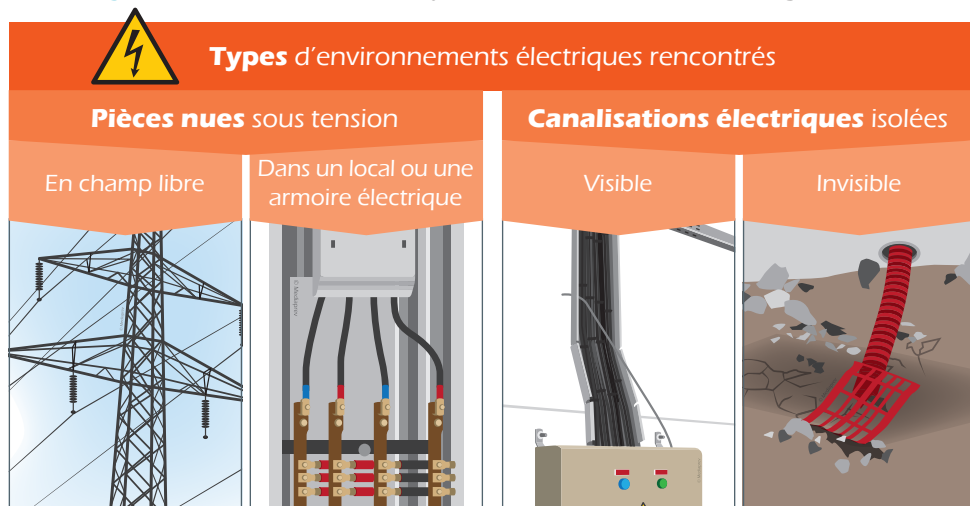 Types d'environnements électriques rencontrés
Pièces nues sous tension
Canalisations électriques isolées
En champ libre
Dans un local ou une
armoire électrique
Visible
Invisible
© Mediaprev